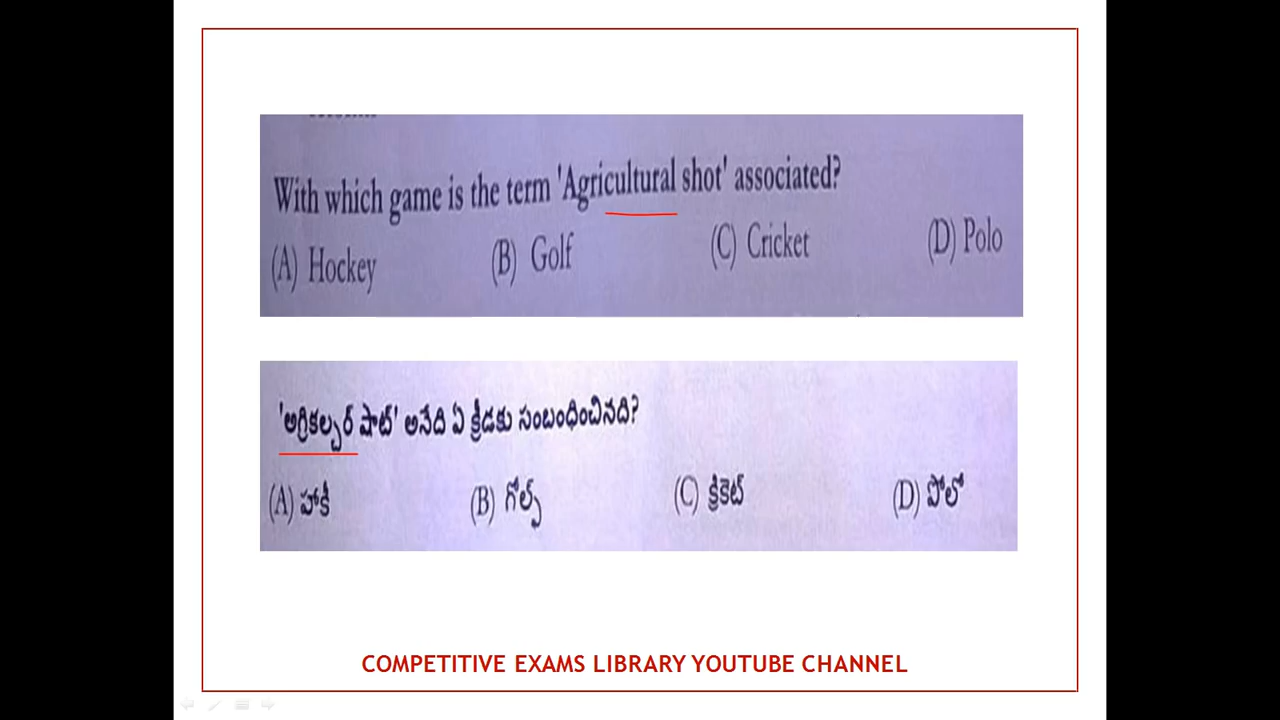 With which game is the term 'Agricultural shot' associated?
(A) Hockey (B) Golf (C) Cricket (D) Polo
'అగ్రికల్చర్ షాట్' అనేది ఏ క్రీడకు సంబంధించినది?
(A) హాకీ (B) గోల్ఫ్ (C) క్రికెట్ (D) పోలో
COMPETITIVE EXAMS LIBRARY YOUTUBE CHANNEL